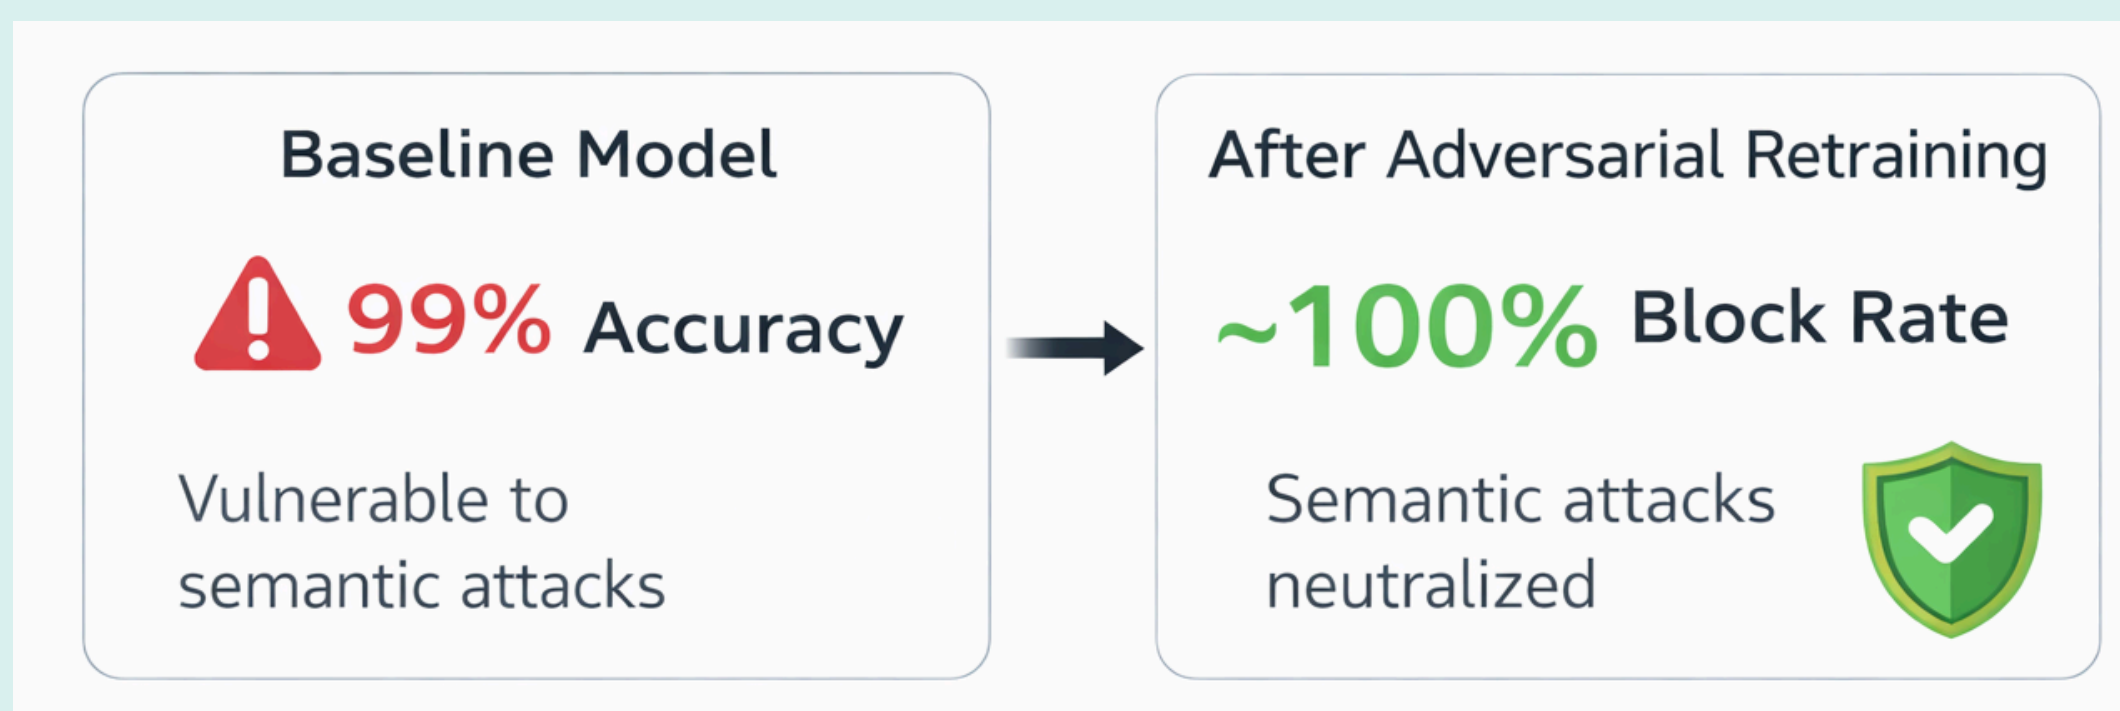 Baseline Model
99% Accuracy
Vulnerable to
semantic attacks
After Adversarial Retraining
~100% Block Rate
Semantic attacks
neutralized